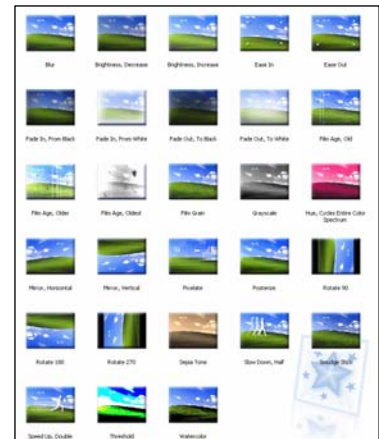 Blur
Brightness, Decrease
Brightness, Increase
Ease In
Ease Out
Fade In, From Black
Fade In, From White
Fade Out, To Black
Fade Out, To White
Film Age, Old
Film Age, Older
Film Age, Oldest
Film Grain
Grayscale
Hue, Cycles Entire Color
Spectrum
Mirror, Horizontal
Mirror, Vertical
Pixelate
Posterize
Rotate 90
Rotate 180
Rotate 270
Sepia Tone
Slow Down, Half
Smudge Stick
Speed Up, Double
Threshold
Watercolor